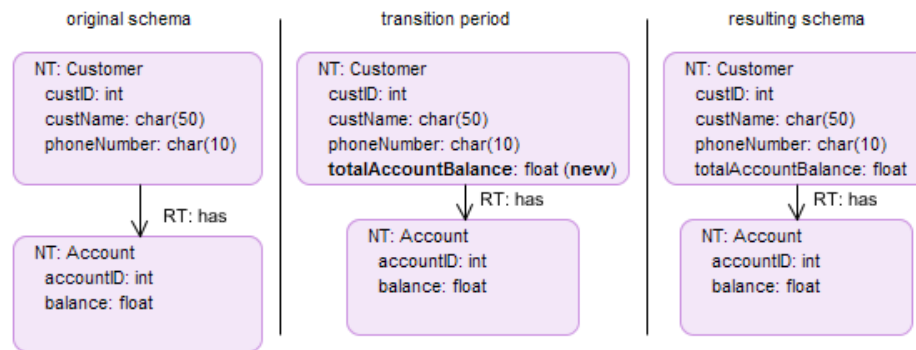 original schema
NT: Customer
custID: int
custName: char(50)
phoneNumber: char(10)
RT: has
NT: Account
accountID: int
balance: float
transition period
NT: Customer
custID: int
custName: char(50)
phoneNumber: char(10)
totalAccountBalance: float (new)
RT: has
NT: Account
accountID: int
balance: float
resulting schema
NT: Customer
custID: int
custName: char(50)
phoneNumber: char(10)
totalAccountBalance: float
RT: has
NT: Account
accountID: int
balance: float